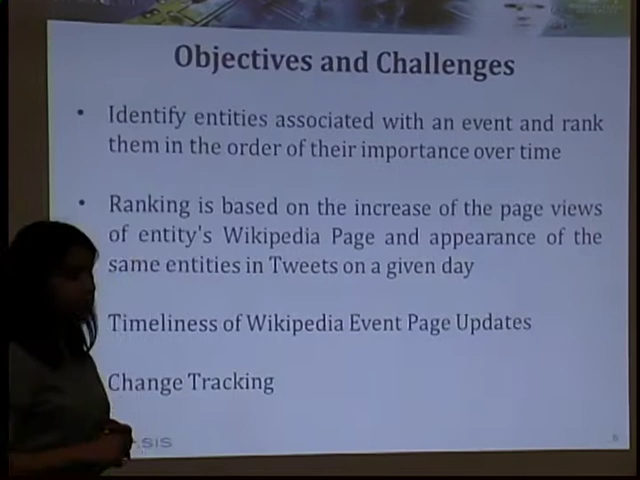 Objectives and Challenges
• Identify entities associated with an event and rank
them in the order of their importance over time
• Ranking is based on the increase of the page views
of entity's Wikipedia Page and appearance of the
same entities in Tweets on a given day
Timeliness of Wikipedia Event Page Updates
Change Tracking
SIS